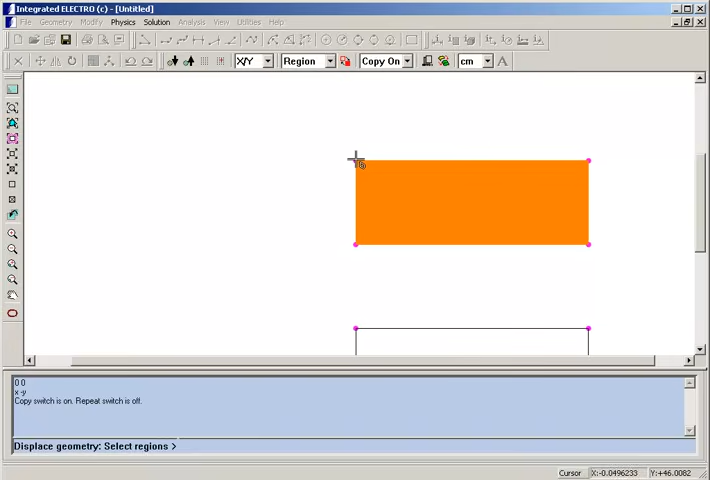 Integrated ELECTRO (c) - [Untitled]
File Geometry Modify Physics Solution Analysis View Utilities Help
X/Y Region Copy On cm
0 0
x -y
Copy switch is on. Repeat switch is off.
Displace geometry: Select regions >
Cursor X:-0.0496233 Y:+46.0082